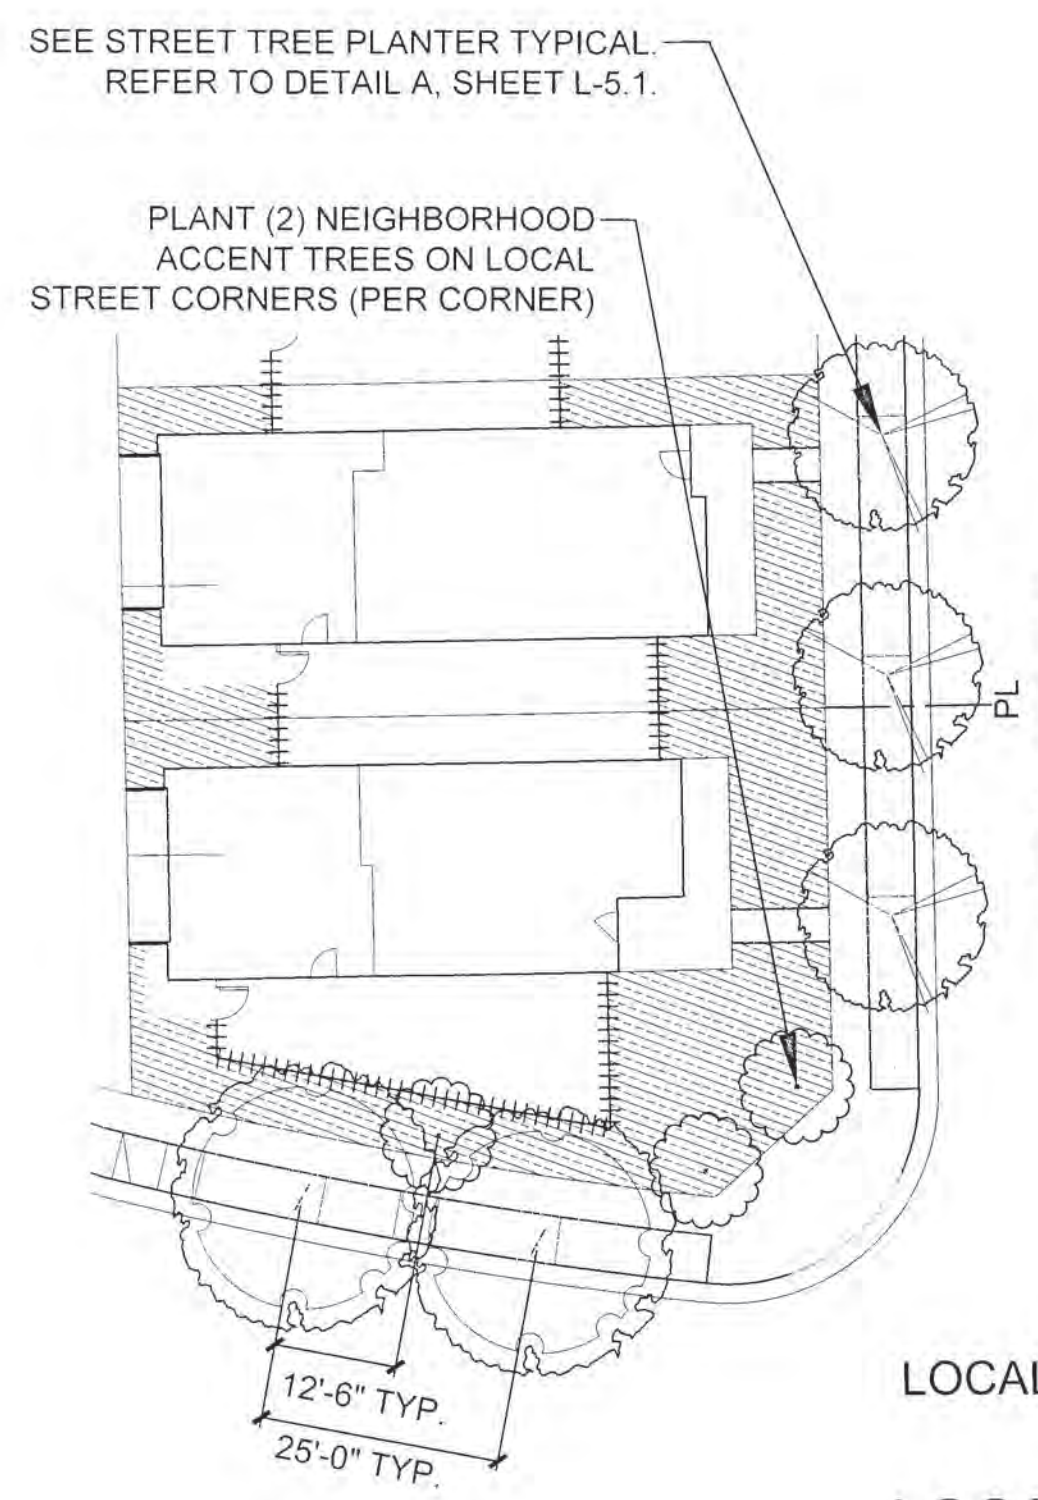 SEE STREET TREE PLANTER TYPICAL.
REFER TO DETAIL A, SHEET L-5.1.
PLANT (2) NEIGHBORHOOD
ACCENT TREES ON LOCAL
STREET CORNERS (PER CORNER)
PL
12'-6" TYP.
25'-0" TYP.
LOCAL